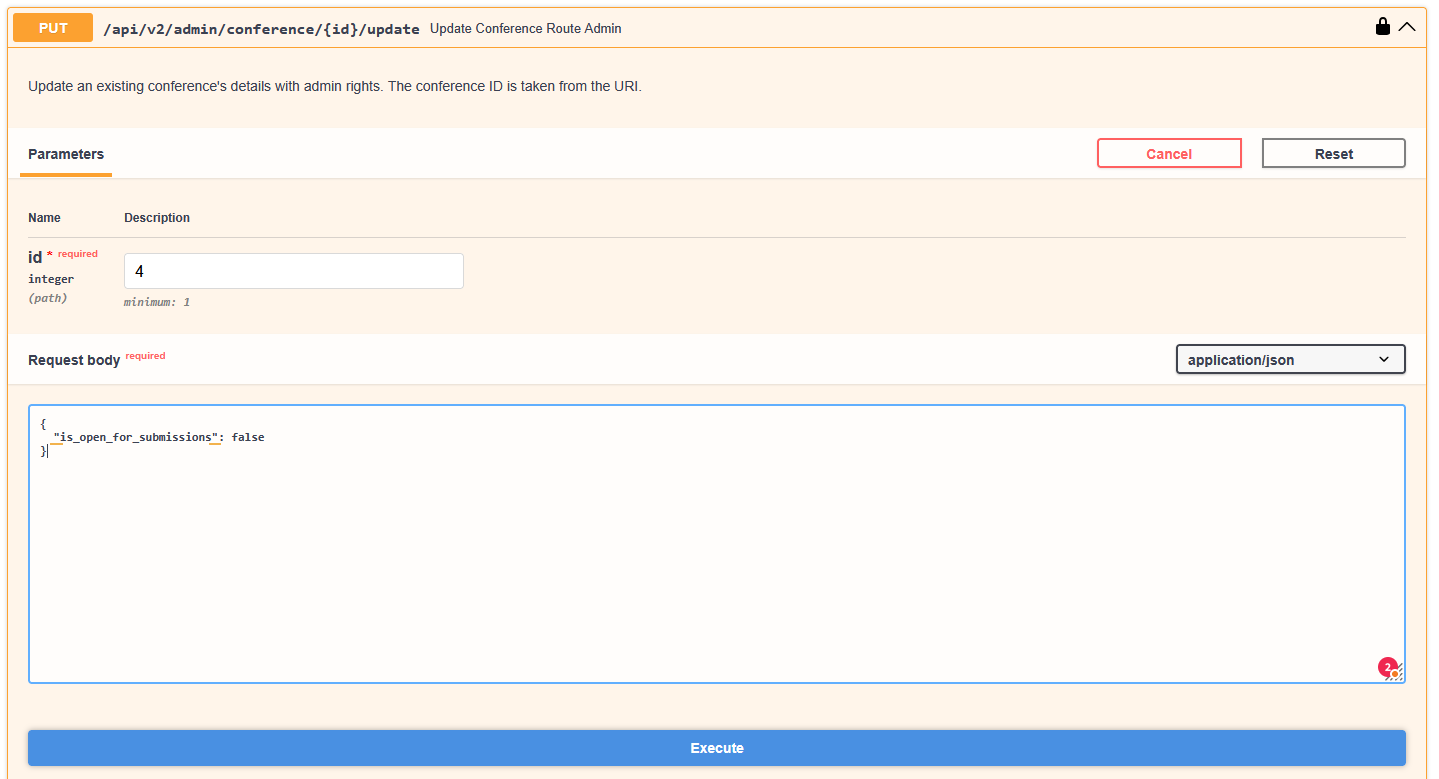 PUT /api/v2/admin/conference/{id}/update Update Conference Route Admin
Update an existing conference's details with admin rights. The conference ID is taken from the URI.
Parameters Cancel Reset
Name Description
id * required
integer
(path)
4
minimum: 1
Request body required application/json
{
"is_open_for_submissions": false
}
2
Execute